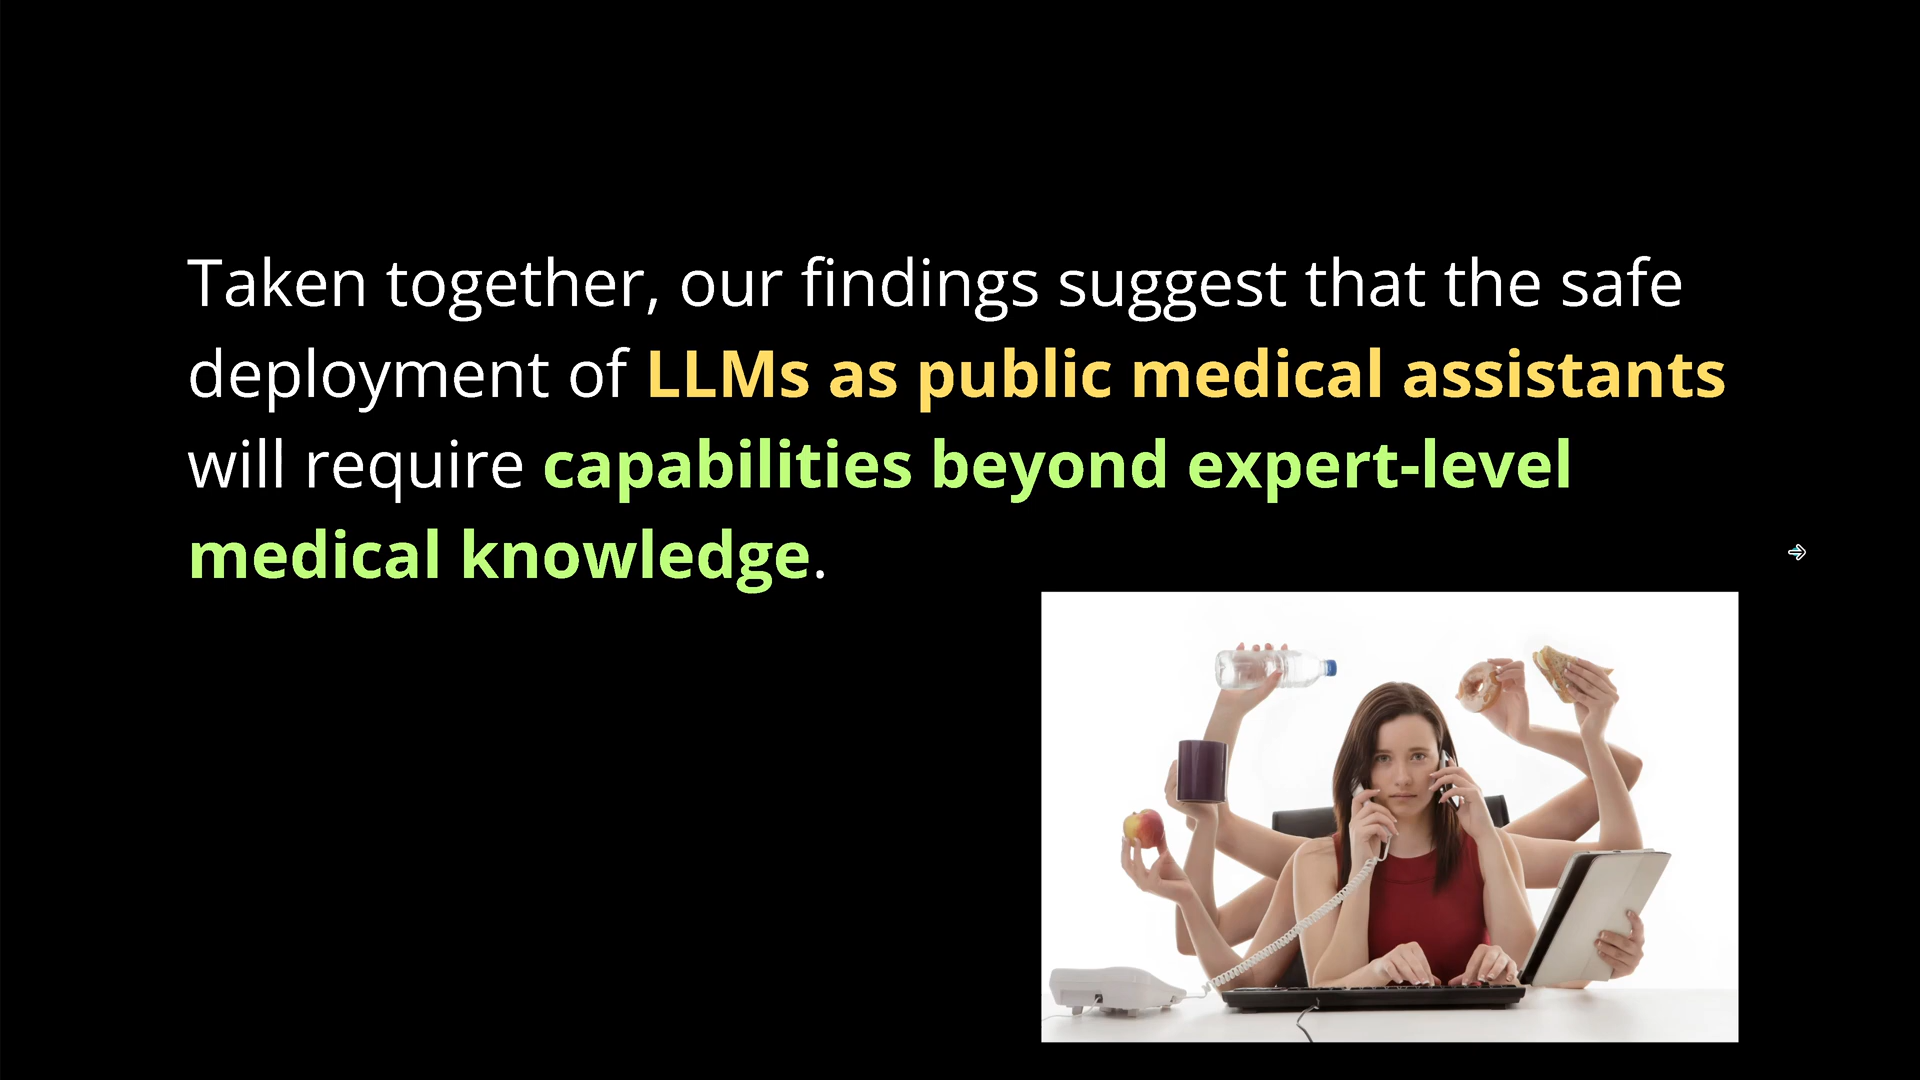 Taken together, our findings suggest that the safe
deployment of LLMs as public medical assistants
will require capabilities beyond expert-level
medical knowledge.